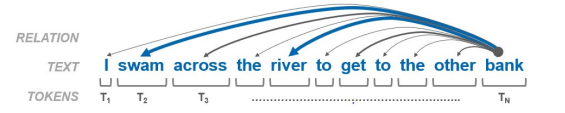 RELATION
TEXT I swam across the river to get to the other bank
TOKENS T1 T2 T3 ........................................................ TN